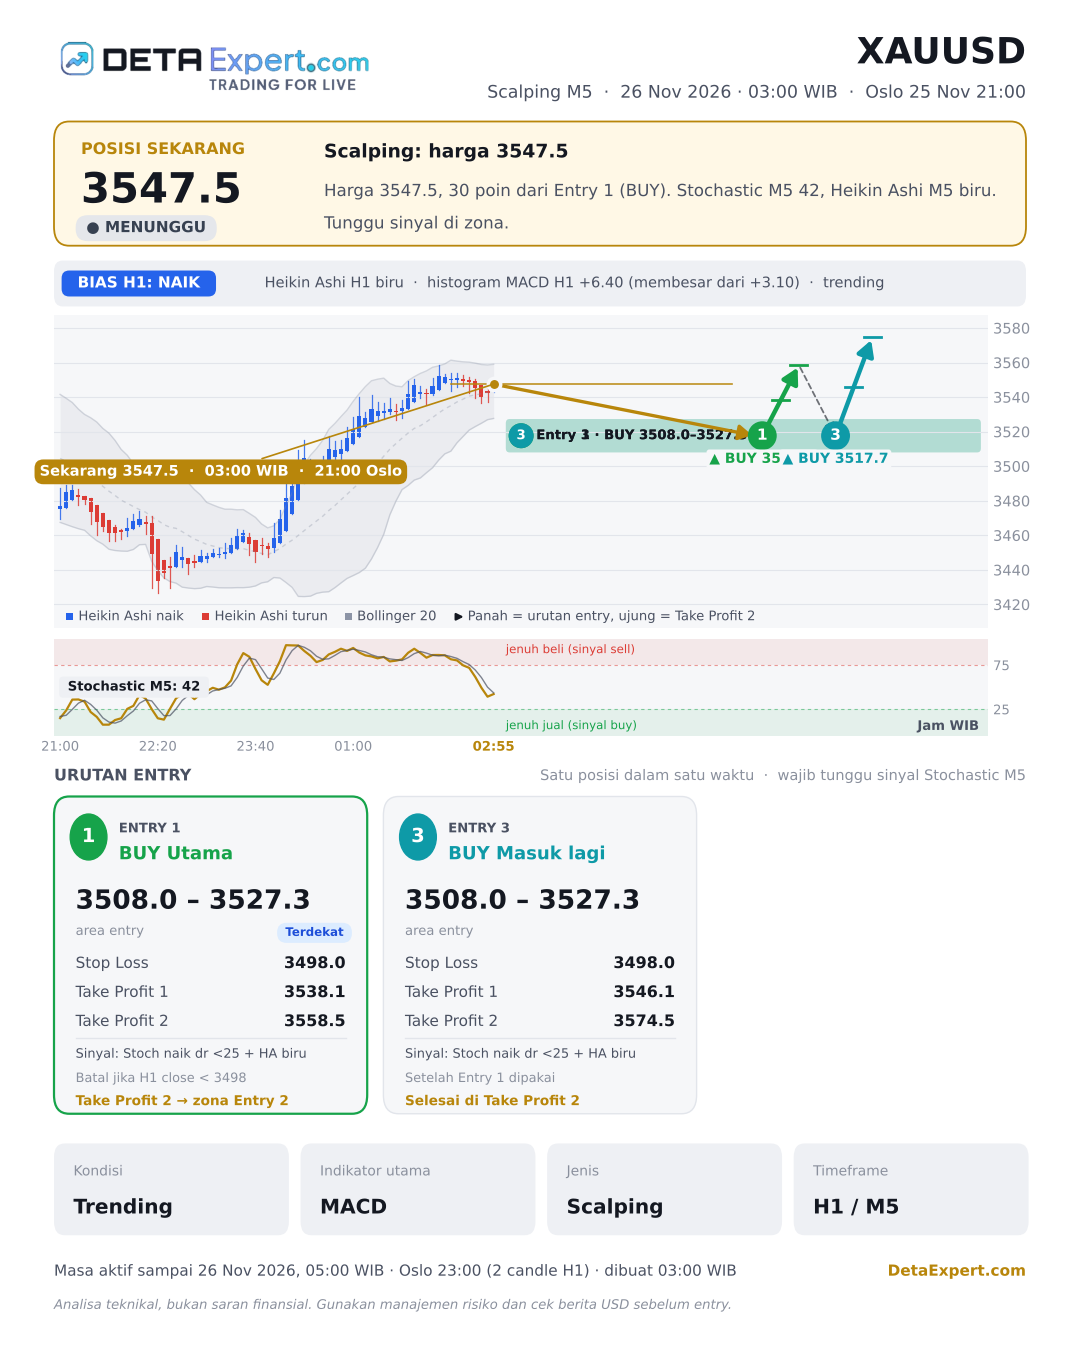 DETA Expert.com
TRADING FOR LIVE
XAUUSD
Scalping M5 · 26 Nov 2026 · 03:00 WIB · Oslo 25 Nov 21:00
POSISI SEKARANG
3547.5
● MENUNGGU
Scalping: harga 3547.5
Harga 3547.5, 30 poin dari Entry 1 (BUY). Stochastic M5 42, Heikin Ashi M5 biru.
Tunggu sinyal di zona.
BIAS H1: NAIK
Heikin Ashi H1 biru · histogram MACD H1 +6.40 (membesar dari +3.10) · trending
3580
3560
3540
3520
3500
3480
3460
3440
3420
3 · BUY 3508.0–3527.
1
3
▲ BUY 35
▲ BUY 3517.7
Sekarang 3547.5 · 03:00 WIB · 21:00 Oslo
Heikin Ashi naik
Heikin Ashi turun
Bollinger 20
Panah = urutan entry, ujung = Take Profit 2
jenuh beli (sinyal sell)
75
Stochastic M5: 42
25
jenuh jual (sinyal buy)
Jam WIB
21:00 22:20 23:40 01:00 02:55
URUTAN ENTRY
Satu posisi dalam satu waktu · wajib tunggu sinyal Stochastic M5
1
ENTRY 1
BUY Utama
3508.0 – 3527.3
area entry
Terdekat
Stop Loss 3498.0
Take Profit 1 3538.1
Take Profit 2 3558.5
Sinyal: Stoch naik dr <25 + HA biru
Batal jika H1 close < 3498
Take Profit 2 → zona Entry 2
3
ENTRY 3
BUY Masuk lagi
3508.0 – 3527.3
area entry
Stop Loss 3498.0
Take Profit 1 3546.1
Take Profit 2 3574.5
Sinyal: Stoch naik dr <25 + HA biru
Setelah Entry 1 dipakai
Selesai di Take Profit 2
Kondisi
Trending
Indikator utama
MACD
Jenis
Scalping
Timeframe
H1 / M5
Masa aktif sampai 26 Nov 2026, 05:00 WIB · Oslo 23:00 (2 candle H1) · dibuat 03:00 WIB
DetaExpert.com
Analisa teknikal, bukan saran finansial. Gunakan manajemen risiko dan cek berita USD sebelum entry.